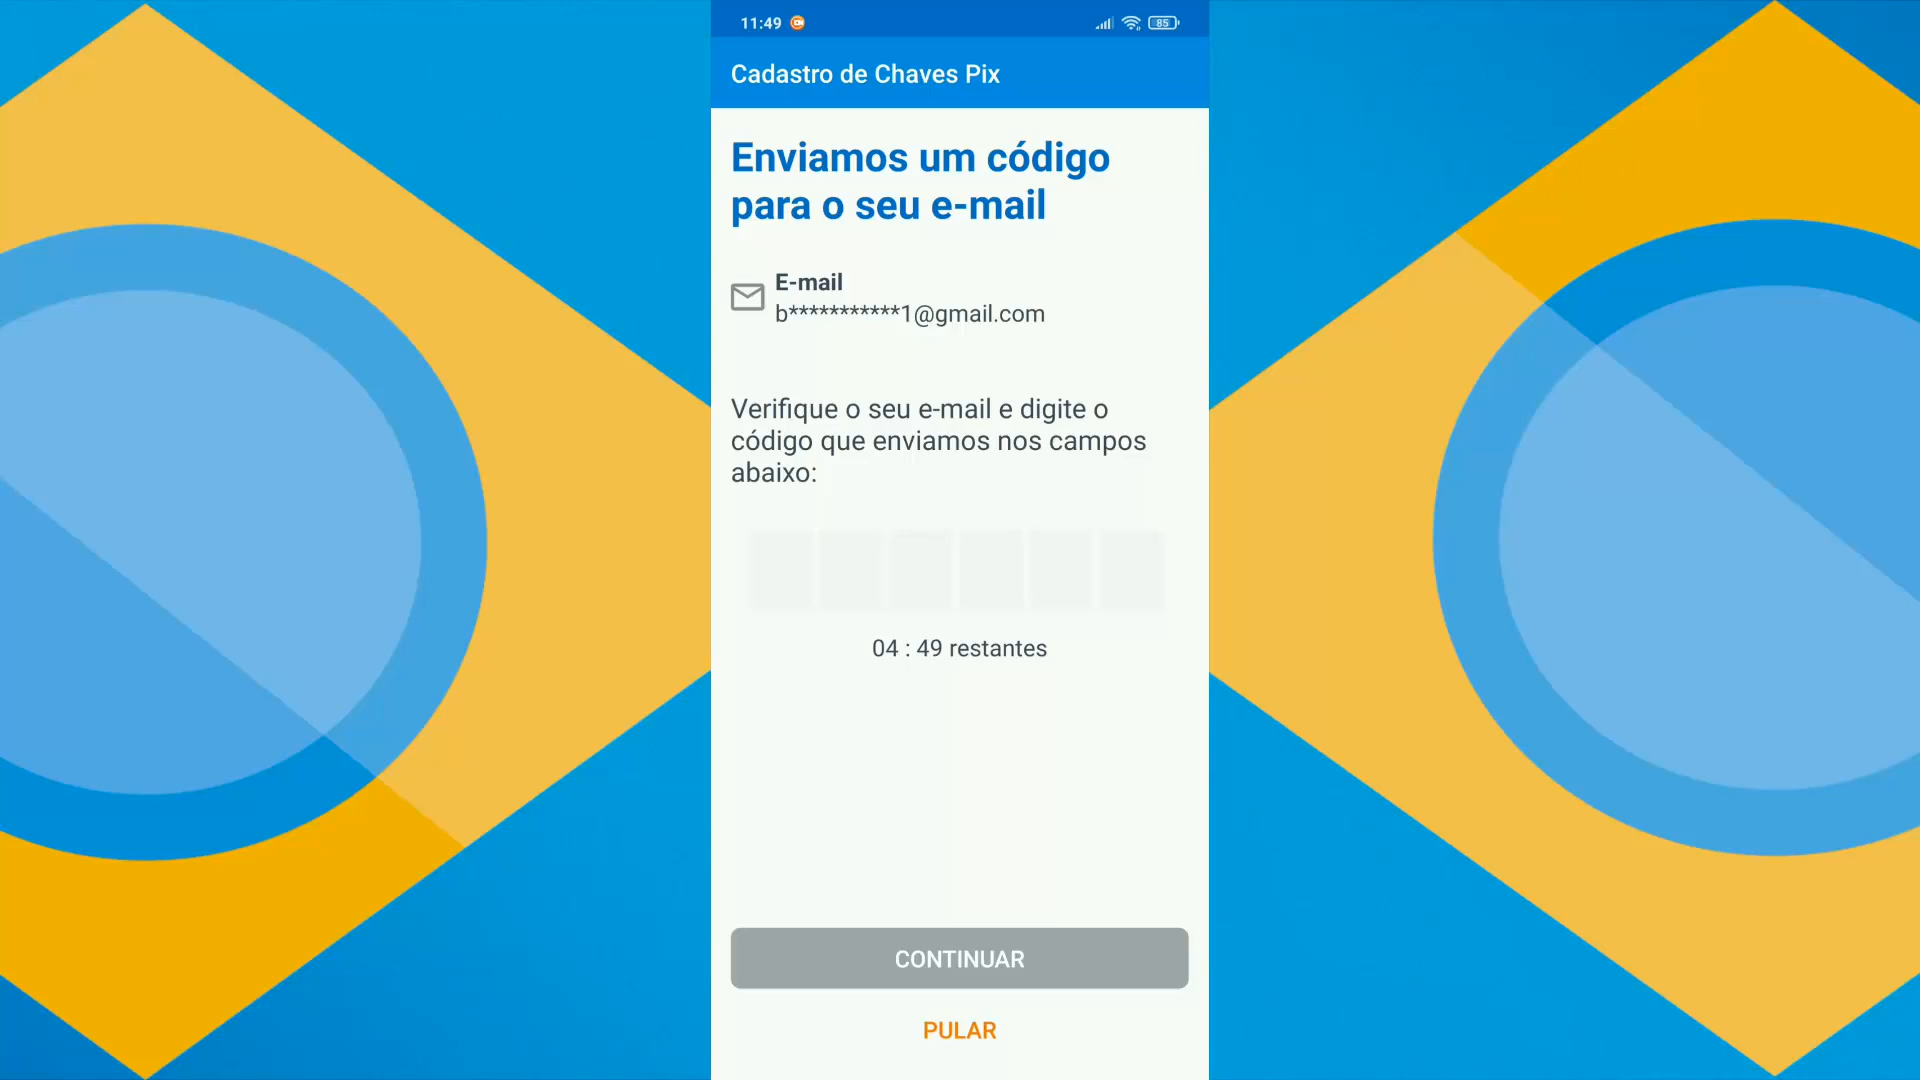 11:49
85
Cadastro de Chaves Pix
Enviamos um código
para o seu e-mail
E-mail
b***********1@gmail.com
Verifique o seu e-mail e digite o
código que enviamos nos campos
abaixo:
04 : 49 restantes
CONTINUAR
PULAR